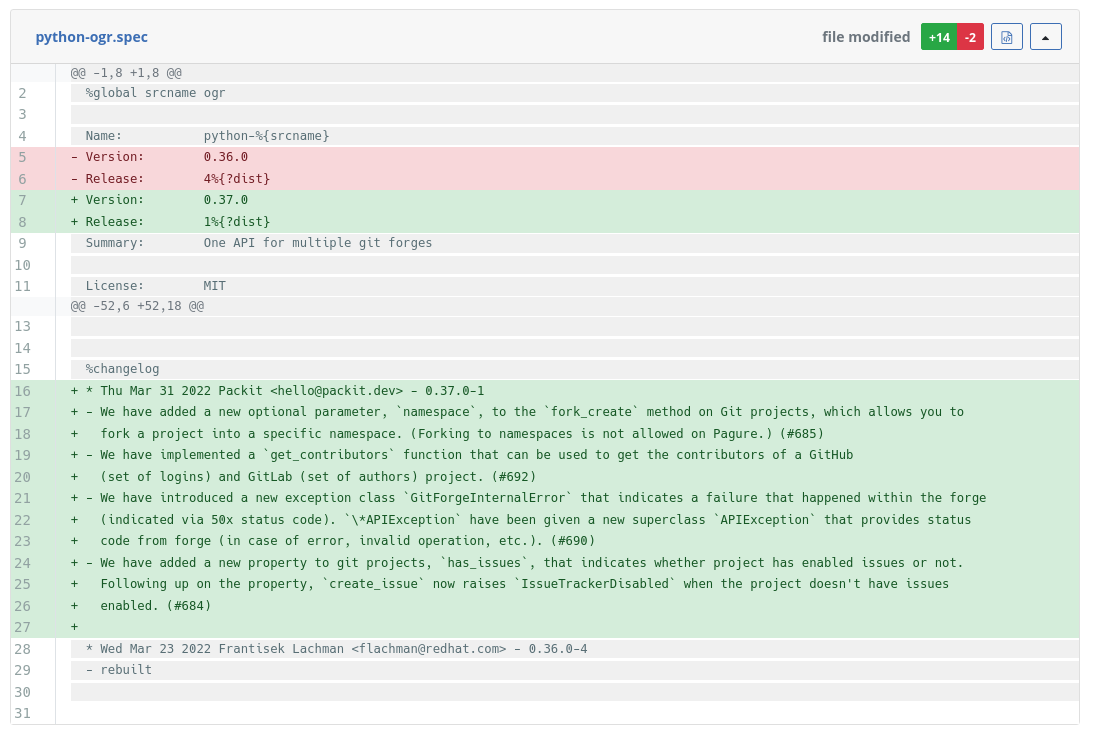 python-ogr.spec
file modified +14 -2
@@ -1,8 +1,8 @@
2 %global srcname ogr
3
4 Name: python-%{srcname}
5 - Version: 0.36.0
6 - Release: 4%{?dist}
7 + Version: 0.37.0
8 + Release: 1%{?dist}
9 Summary: One API for multiple git forges
10
11 License: MIT
@@ -52,6 +52,18 @@
13
14
15 %changelog
16 + * Thu Mar 31 2022 Packit <hello@packit.dev> - 0.37.0-1
17 + - We have added a new optional parameter, `namespace`, to the `fork_create` method on Git projects, which allows you to
18 + fork a project into a specific namespace. (Forking to namespaces is not allowed on Pagure.) (#685)
19 + - We have implemented a `get_contributors` function that can be used to get the contributors of a GitHub
20 + (set of logins) and GitLab (set of authors) project. (#692)
21 + - We have introduced a new exception class `GitForgeInternalError` that indicates a failure that happened within the forge
22 + (indicated via 50x status code). `\*APIException` have been given a new superclass `APIException` that provides status
23 + code from forge (in case of error, invalid operation, etc.). (#690)
24 + - We have added a new property to git projects, `has_issues`, that indicates whether project has enabled issues or not.
25 + Following up on the property, `create_issue` now raises `IssueTrackerDisabled` when the project doesn't have issues
26 + enabled. (#684)
27 +
28 * Wed Mar 23 2022 Frantisek Lachman <flachman@redhat.com> - 0.36.0-4
29 - rebuilt
30
31